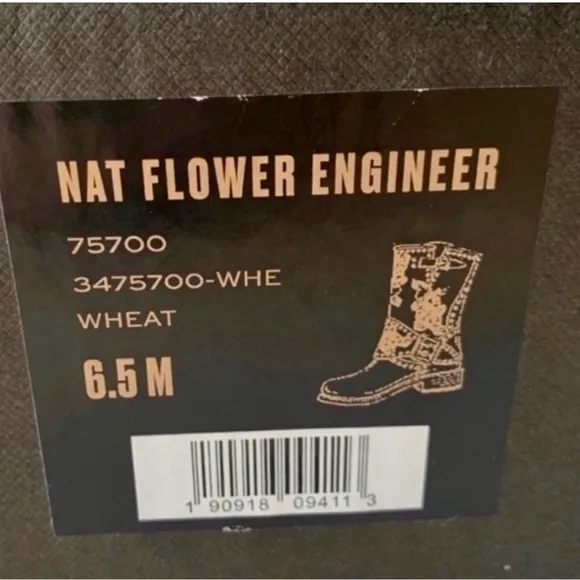 NAT FLOWER ENGINEER
75700
3475700-WHE
WHEAT
6.5 M
1 90918 09411 3